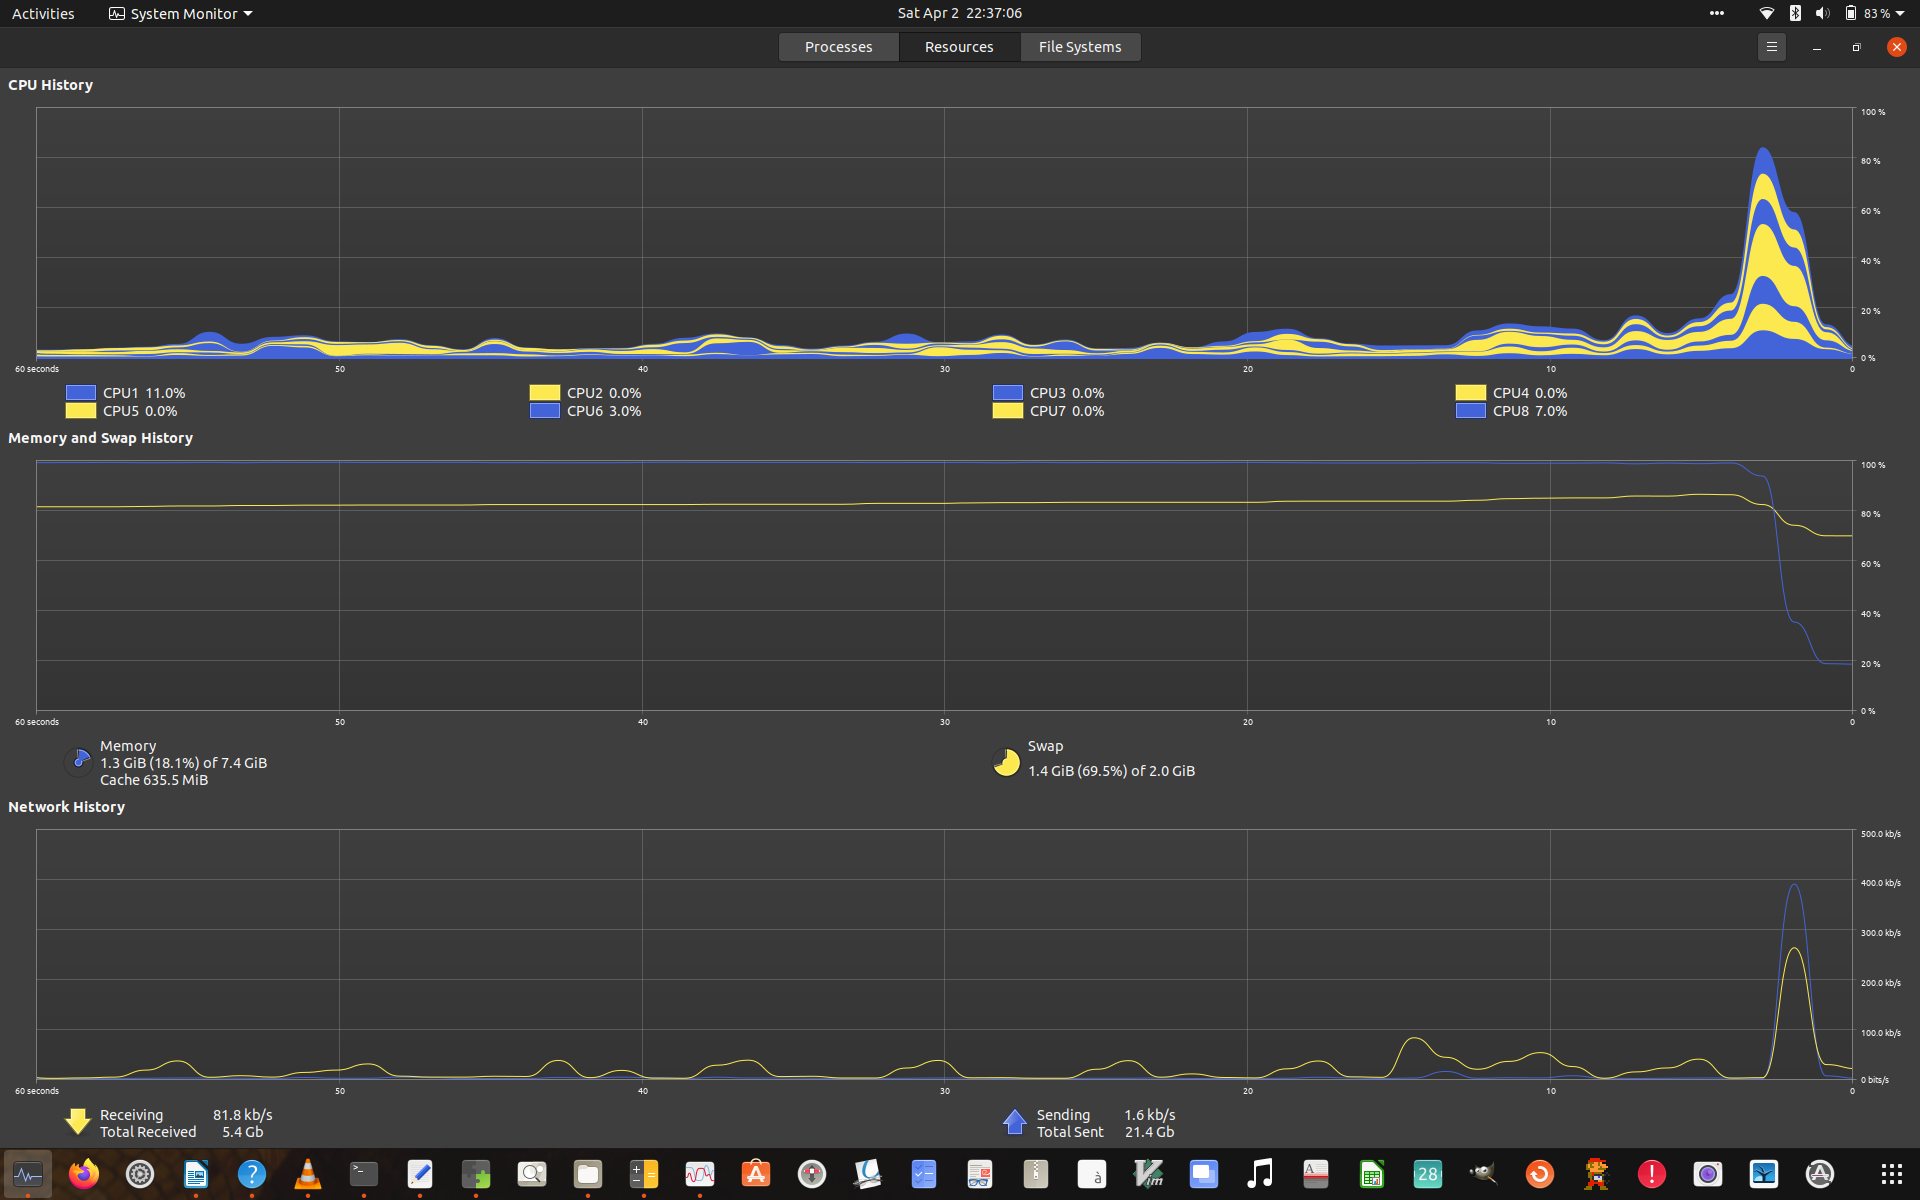 Activities System Monitor Sat Apr 2 22:37:06 83 %
Processes Resources File Systems
CPU History
100 %
80 %
60 %
40 %
20 %
0 %
60 seconds 50 40 30 20 10 0
CPU1 11.0% CPU2 0.0% CPU3 0.0% CPU4 0.0%
CPU5 0.0% CPU6 3.0% CPU7 0.0% CPU8 7.0%
Memory and Swap History
100 %
80 %
60 %
40 %
20 %
0 %
60 seconds 50 40 30 20 10 0
Memory
1.3 GiB (18.1%) of 7.4 GiB
Cache 635.5 MiB
Swap
1.4 GiB (69.5%) of 2.0 GiB
Network History
500.0 kb/s
400.0 kb/s
300.0 kb/s
200.0 kb/s
100.0 kb/s
0 bits/s
60 seconds 50 40 30 20 10 0
Receiving 81.8 kb/s
Total Received 5.4 Gb
Sending 1.6 kb/s
Total Sent 21.4 Gb
? >_ A à Vim A 28 !